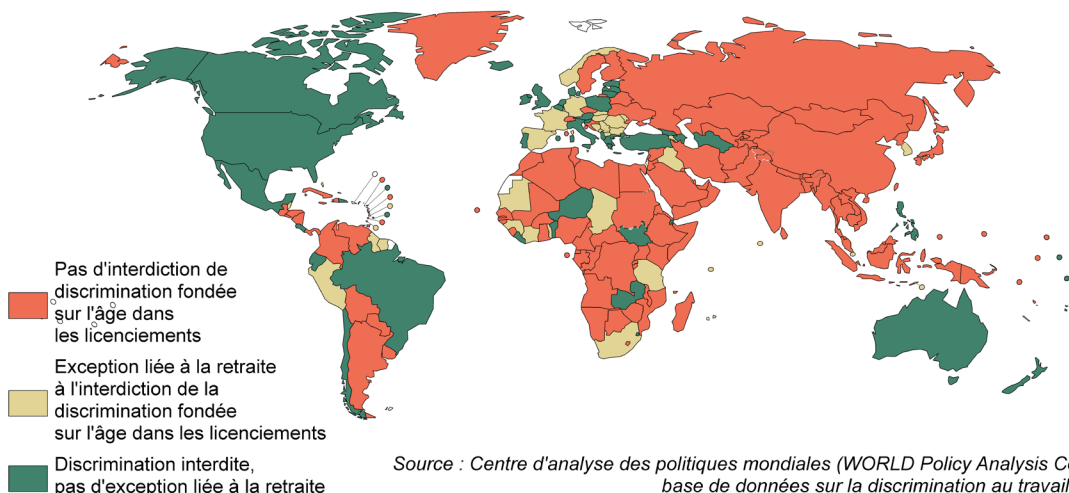 Pas d'interdiction de
discrimination fondée
sur l'âge dans
les licenciements
Exception liée à la retraite
à l'interdiction de la
discrimination fondée
sur l'âge dans les licenciements
Discrimination interdite,
pas d'exception liée à la retraite
Source : Centre d'analyse des politiques mondiales (WORLD Policy Analysis
base de données sur la discrimination au travail